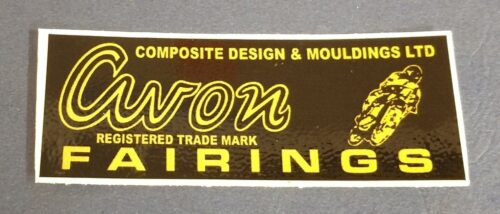 COMPOSITE DESIGN & MOULDINGS LTD
Avon
REGISTERED TRADE MARK
FAIRINGS